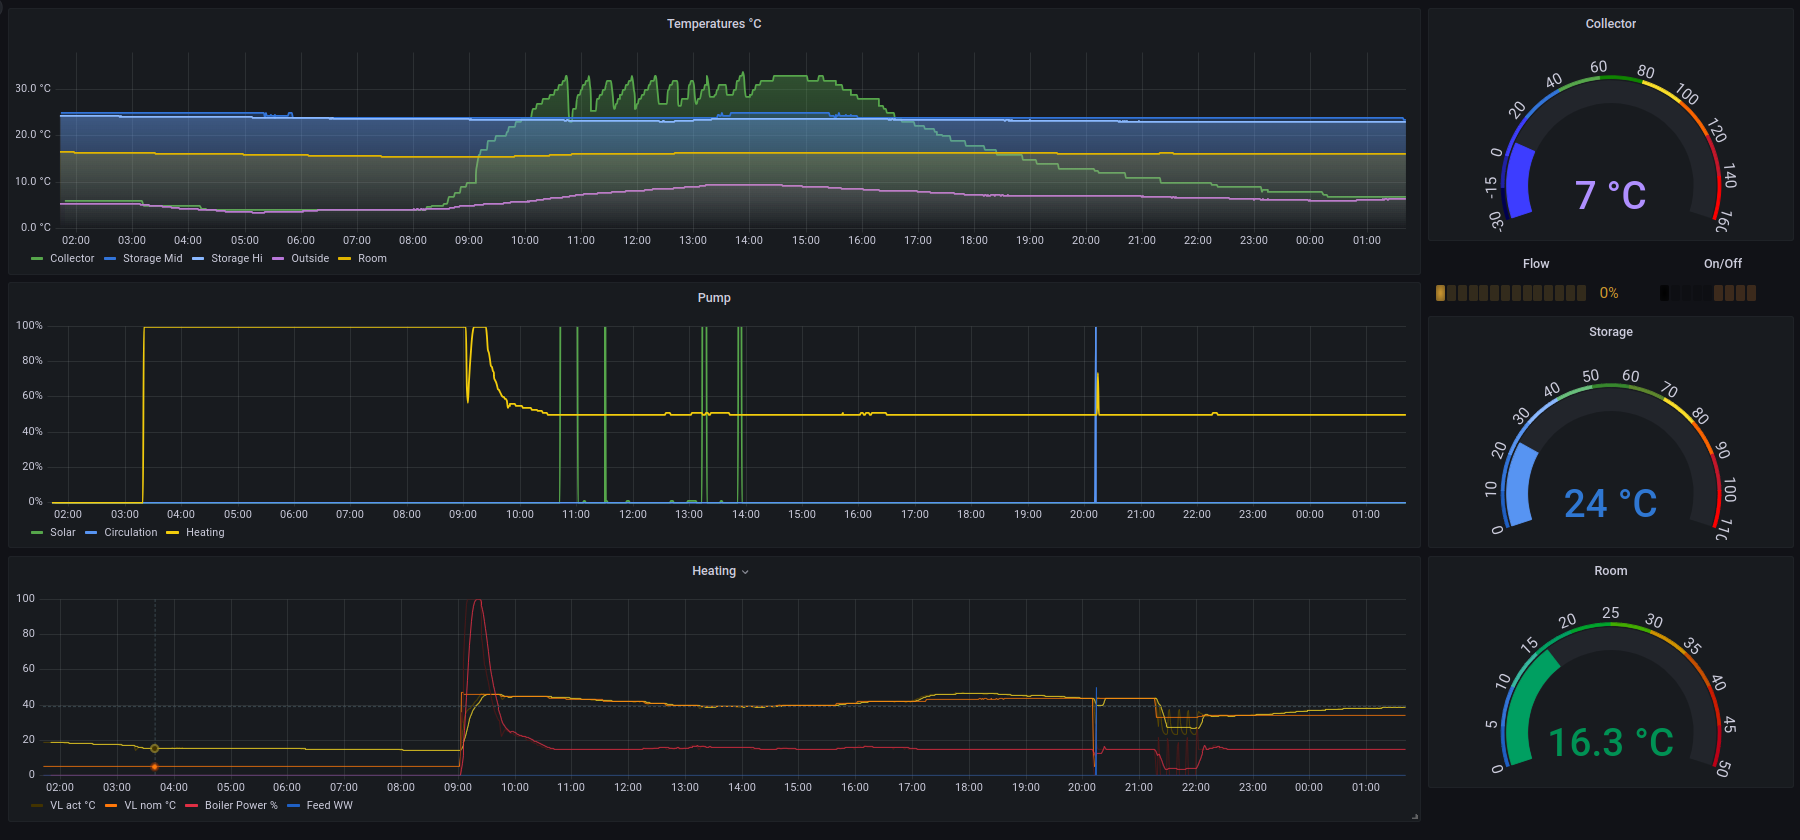 Temperatures °C
30.0 °C
20.0 °C
10.0 °C
0.0 °C
02:00 03:00 04:00 05:00 06:00 07:00 08:00 09:00 10:00 11:00 12:00 13:00 14:00 15:00 16:00 17:00 18:00 19:00 20:00 21:00 22:00 23:00 00:00 01:00
Collector Storage Mid Storage Hi Outside Room
Pump
100%
80%
60%
40%
20%
0%
02:00 03:00 04:00 05:00 06:00 07:00 08:00 09:00 10:00 11:00 12:00 13:00 14:00 15:00 16:00 17:00 18:00 19:00 20:00 21:00 22:00 23:00 00:00 01:00
Solar Circulation Heating
Heating
100
80
60
40
20
0
02:00 03:00 04:00 05:00 06:00 07:00 08:00 09:00 10:00 11:00 12:00 13:00 14:00 15:00 16:00 17:00 18:00 19:00 20:00 21:00 22:00 23:00 00:00 01:00
VL act °C VL nom °C Boiler Power % Feed WW
Collector
-30 -15 0 20 40 60 80 100 120 140 160
7 °C
Flow On/Off
0%
Storage
0 10 20 30 40 50 60 70 80 90 100 110
24 °C
Room
0 5 10 15 20 25 30 35 40 45 50
16.3 °C